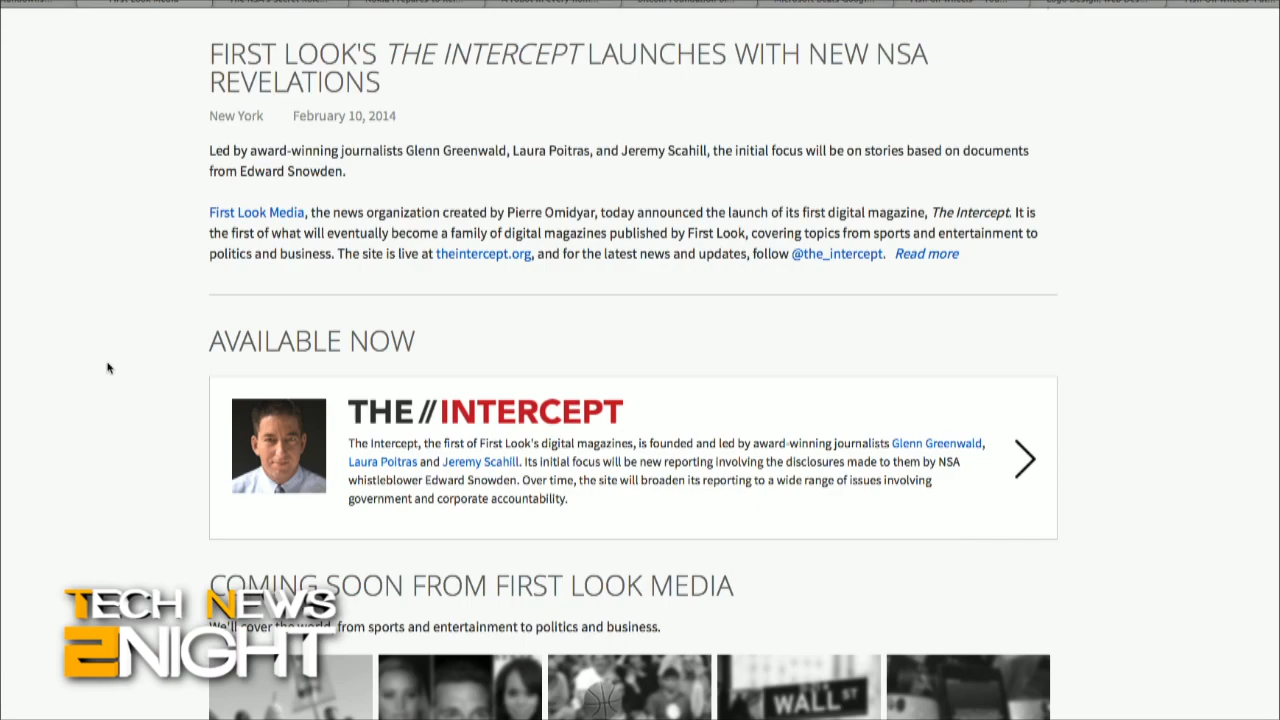 First Look Media
FIRST LOOK'S THE INTERCEPT LAUNCHES WITH NEW NSA
REVELATIONS
New York February 10, 2014
Led by award-winning journalists Glenn Greenwald, Laura Poitras, and Jeremy Scahill, the initial focus will be on stories based on documents
from Edward Snowden.
First Look Media, the news organization created by Pierre Omidyar, today announced the launch of its first digital magazine, The Intercept. It is
the first of what will eventually become a family of digital magazines published by First Look, covering topics from sports and entertainment to
politics and business. The site is live at theintercept.org, and for the latest news and updates, follow @the_intercept. Read more
AVAILABLE NOW
THE // INTERCEPT
The Intercept, the first of First Look's digital magazines, is founded and led by award-winning journalists Glenn Greenwald,
Laura Poitras and Jeremy Scahill. Its initial focus will be new reporting involving the disclosures made to them by NSA
whistleblower Edward Snowden. Over time, the site will broaden its reporting to a wide range of issues involving
government and corporate accountability.
COMING SOON FROM FIRST LOOK MEDIA
We'll cover the world, from sports and entertainment to politics and business.
TECH NEWS
2NIGHT
WALL ST